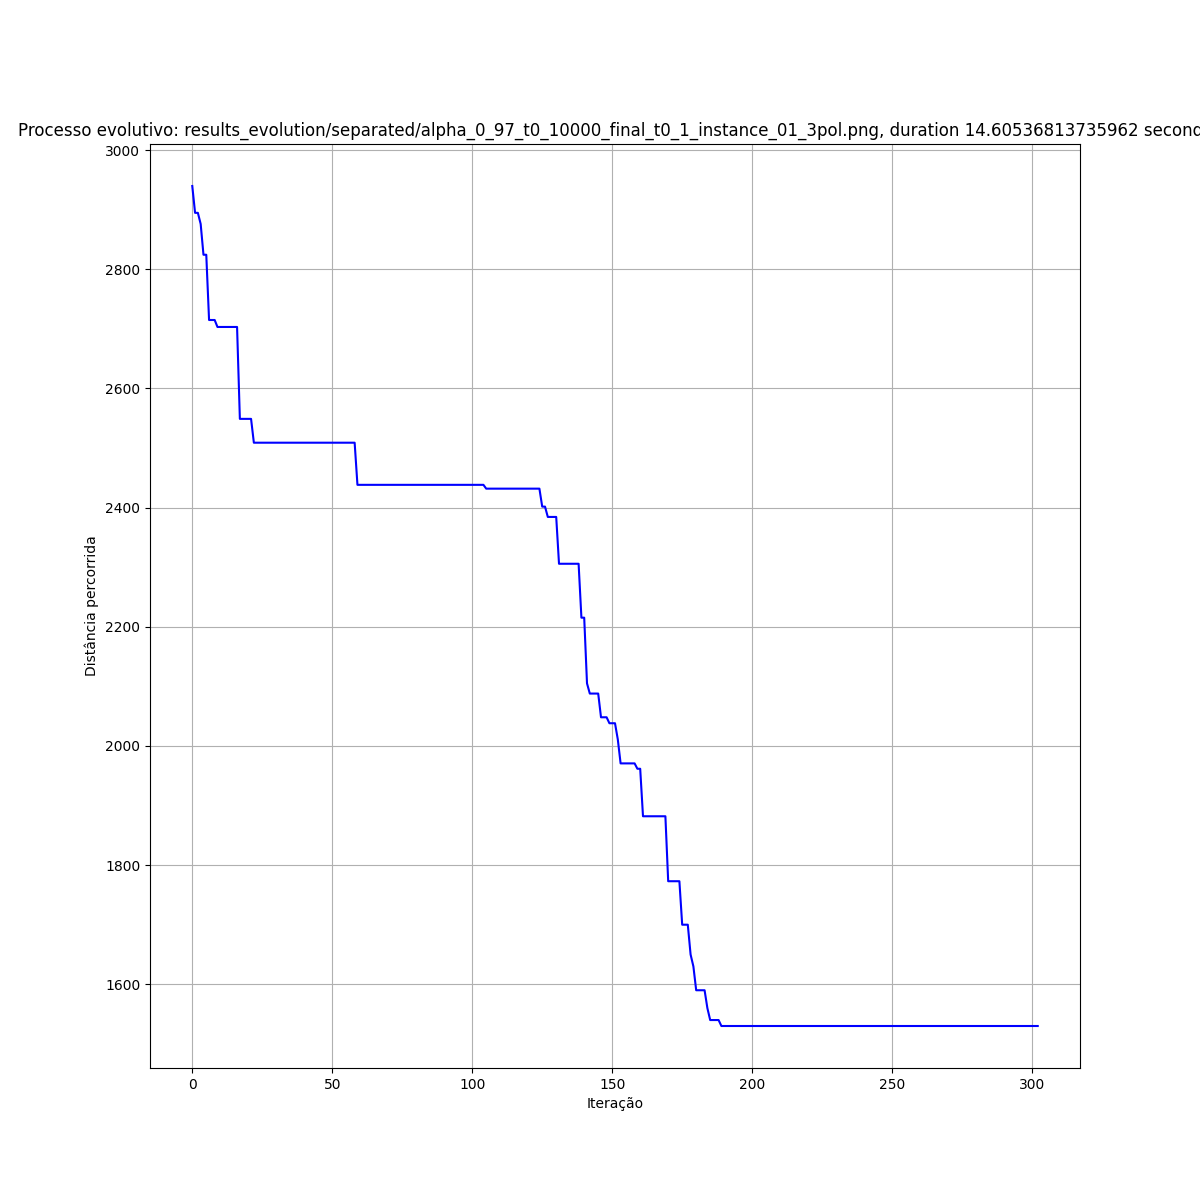 Processo evolutivo: results_evolution/separated/alpha_0_97_t0_10000_final_t0_1_instance_01_3pol.png, duration 14.60536813735962 second
3000
2800
2600
2400
2200
2000
1800
1600
Distância percorrida
0 50 100 150 200 250 300
Iteração